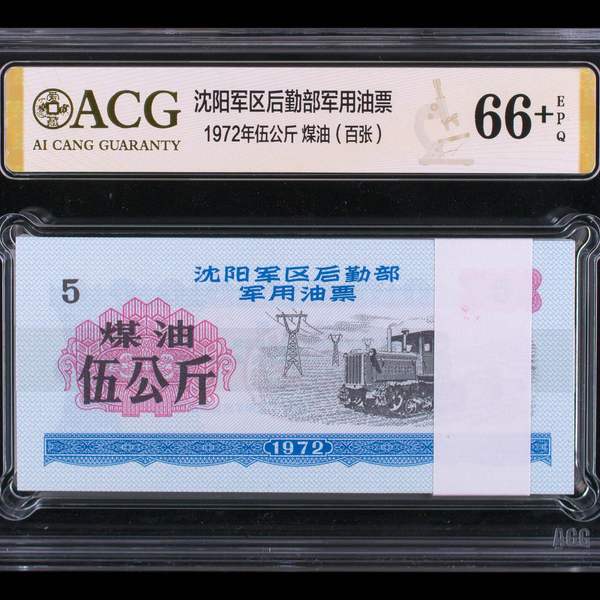 ACG
AI CANG GUARANTY
沈阳军区后勤部军用油票
1972年伍公斤 煤油(百张)
66+
EPQ
5
沈阳军区后勤部
军用油票
煤油
伍公斤
1972
ACG